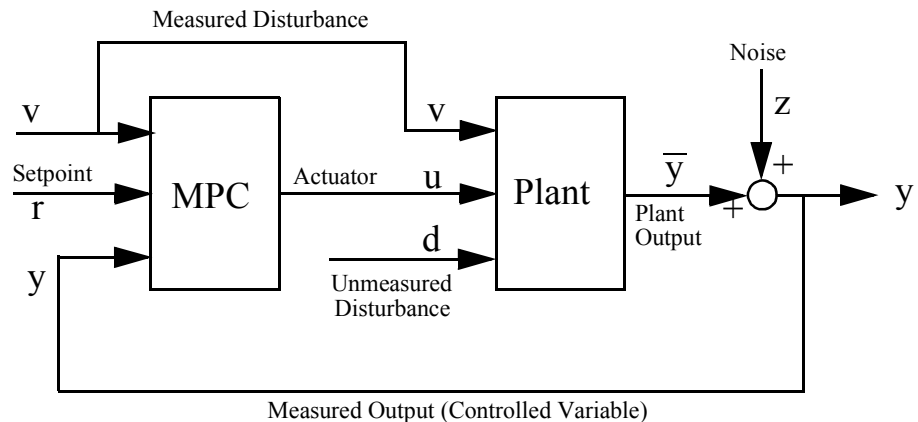 Measured Disturbance
Noise
v
v
z
Setpoint
r
MPC
Actuator
u
Plant
y̅
+
+
y
Plant
Output
d
y
Unmeasured
Disturbance
Measured Output (Controlled Variable)